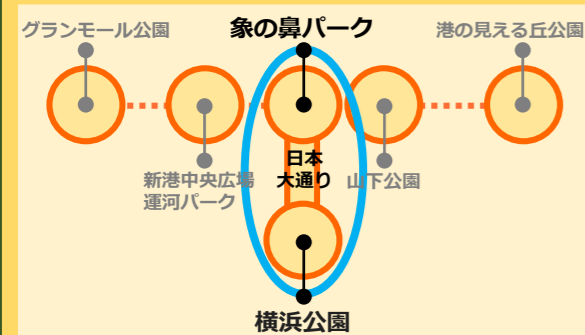 グランモール公園
象の鼻パーク
港の見える丘公園
日本
大通り
新港中央広場
運河パーク
山下公園
横浜公園